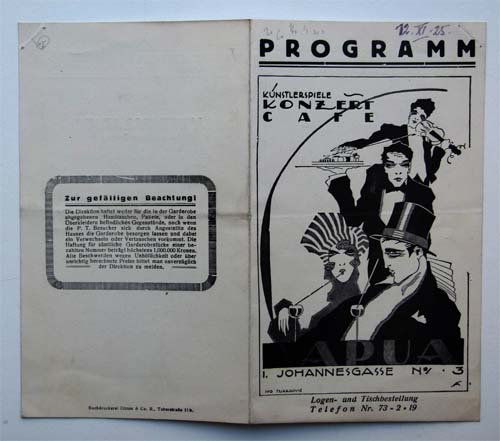 Zur gefälligen Beachtung!
Die Direktion haftet weiter für die in der Garderobe
abgegebenen Handtaschen, Pakete, oder in den
Überkleidern befindlichen Gegenstände, noch wenn
die P. T. Besucher sich durch Angestellte des
Hauses die Garderobe besorgen lassen und dabei
ein Verwechseln oder Vertauschen vorkommt. Die
Haftung für sämtliche Garderobestücke einer be-
zahlten Nummer beträgt höchstens 1,000.000 Kronen.
Alle Beschwerden wegen Unhöflichkeit oder über
unrichtig berechnete Preise bittet man unverzüglich
der Direktion zu melden.
Buchdruckerei
12. XI. 25.
PROGRAMM
KÜNSTLERSPIELE
KONZERT
CAFE
APUA
1. JOHANNESGASSE No. 3
Logen- und Tischbestellung
Telefon Nr. 73-2-19